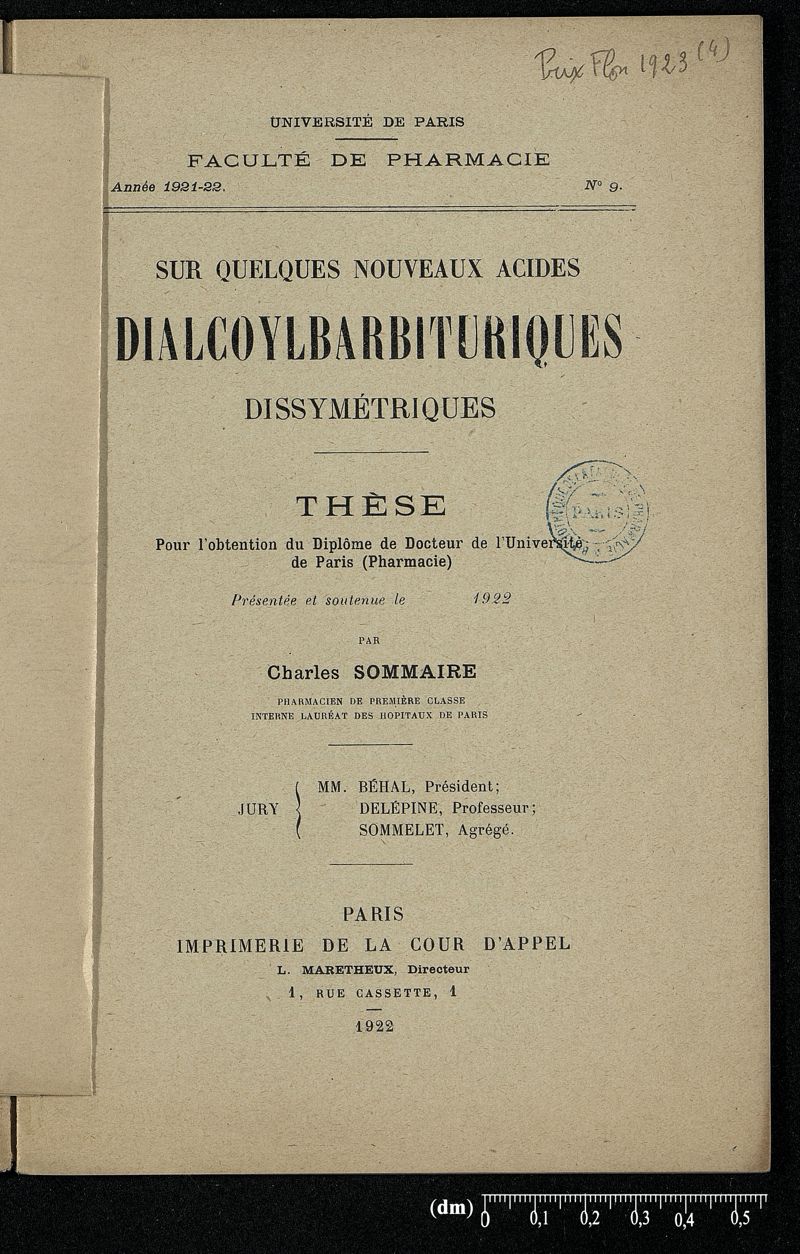 Prix Flon 1923 (4)
UNIVERSITÉ DE PARIS
FACULTÉ DE PHARMACIE
Année 1921-22.
N° 9.
SUR QUELQUES NOUVEAUX ACIDES
DIALCOYLBARBITURIQUES
DISSYMÉTRIQUES
THÈSE
PARIS
Pour l'obtention du Diplôme de Docteur de l'Université
de Paris (Pharmacie)
Présentée et soutenue le 1922
PAR
Charles SOMMAIRE
PHARMACIEN DE PREMIÈRE CLASSE
INTERNE LAURÉAT DES HOPITAUX DE PARIS
MM. BÉHAL, Président;
JURY DELÉPINE, Professeur;
SOMMELET, Agrégé.
PARIS
IMPRIMERIE DE LA COUR D'APPEL
L. MARETHEUX, Directeur
1, RUE CASSETTE, 1
1922
(dm) 0 0,1 0,2 0,3 0,4 0,5